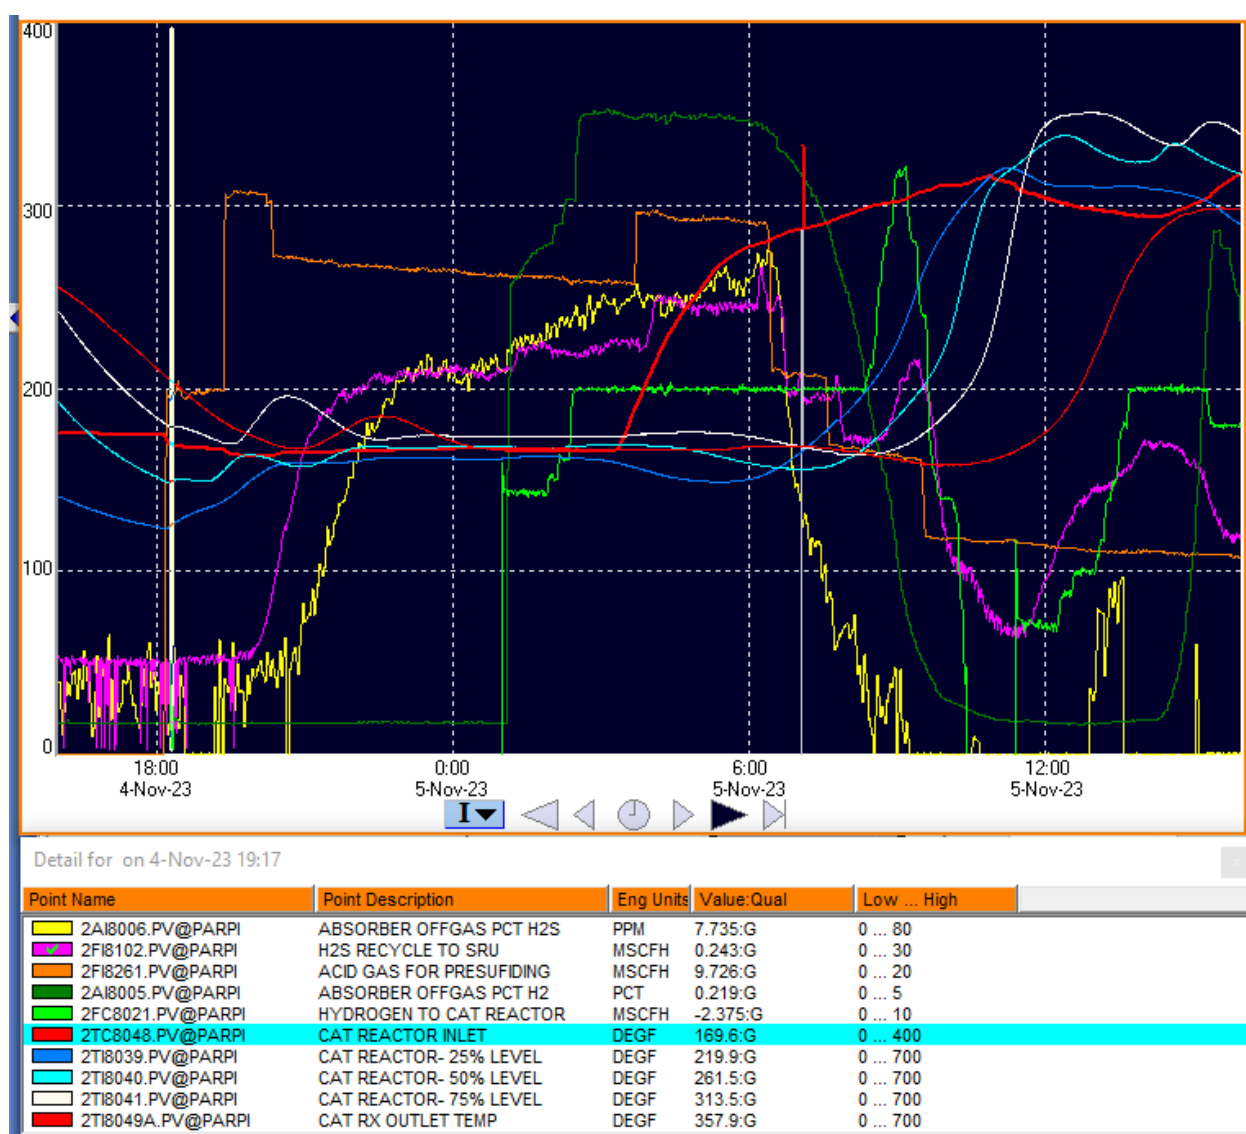 400
300
200
100
0
18:00 0:00 6:00 12:00
4-Nov-23 5-Nov-23 5-Nov-23 5-Nov-23
I
Detail for on 4-Nov-23 19:17
x
Point Name Point Description Eng Units Value:Qual Low ... High
2AI8006.PV@PARPI ABSORBER OFFGAS PCT H2S PPM 7.735:G 0 ... 80
2FI8102.PV@PARPI H2S RECYCLE TO SRU MSCFH 0.243:G 0 ... 30
2FI8261.PV@PARPI ACID GAS FOR PRESUFIDING MSCFH 9.726:G 0 ... 20
2AI8005.PV@PARPI ABSORBER OFFGAS PCT H2 PCT 0.219:G 0 ... 5
2FC8021.PV@PARPI HYDROGEN TO CAT REACTOR MSCFH -2.375:G 0 ... 10
2TC8048.PV@PARPI CAT REACTOR INLET DEGF 169.6:G 0 ... 400
2TI8039.PV@PARPI CAT REACTOR- 25% LEVEL DEGF 219.9:G 0 ... 700
2TI8040.PV@PARPI CAT REACTOR- 50% LEVEL DEGF 261.5:G 0 ... 700
2TI8041.PV@PARPI CAT REACTOR- 75% LEVEL DEGF 313.5:G 0 ... 700
2TI8049A.PV@PARPI CAT RX OUTLET TEMP DEGF 357.9:G 0 ... 700